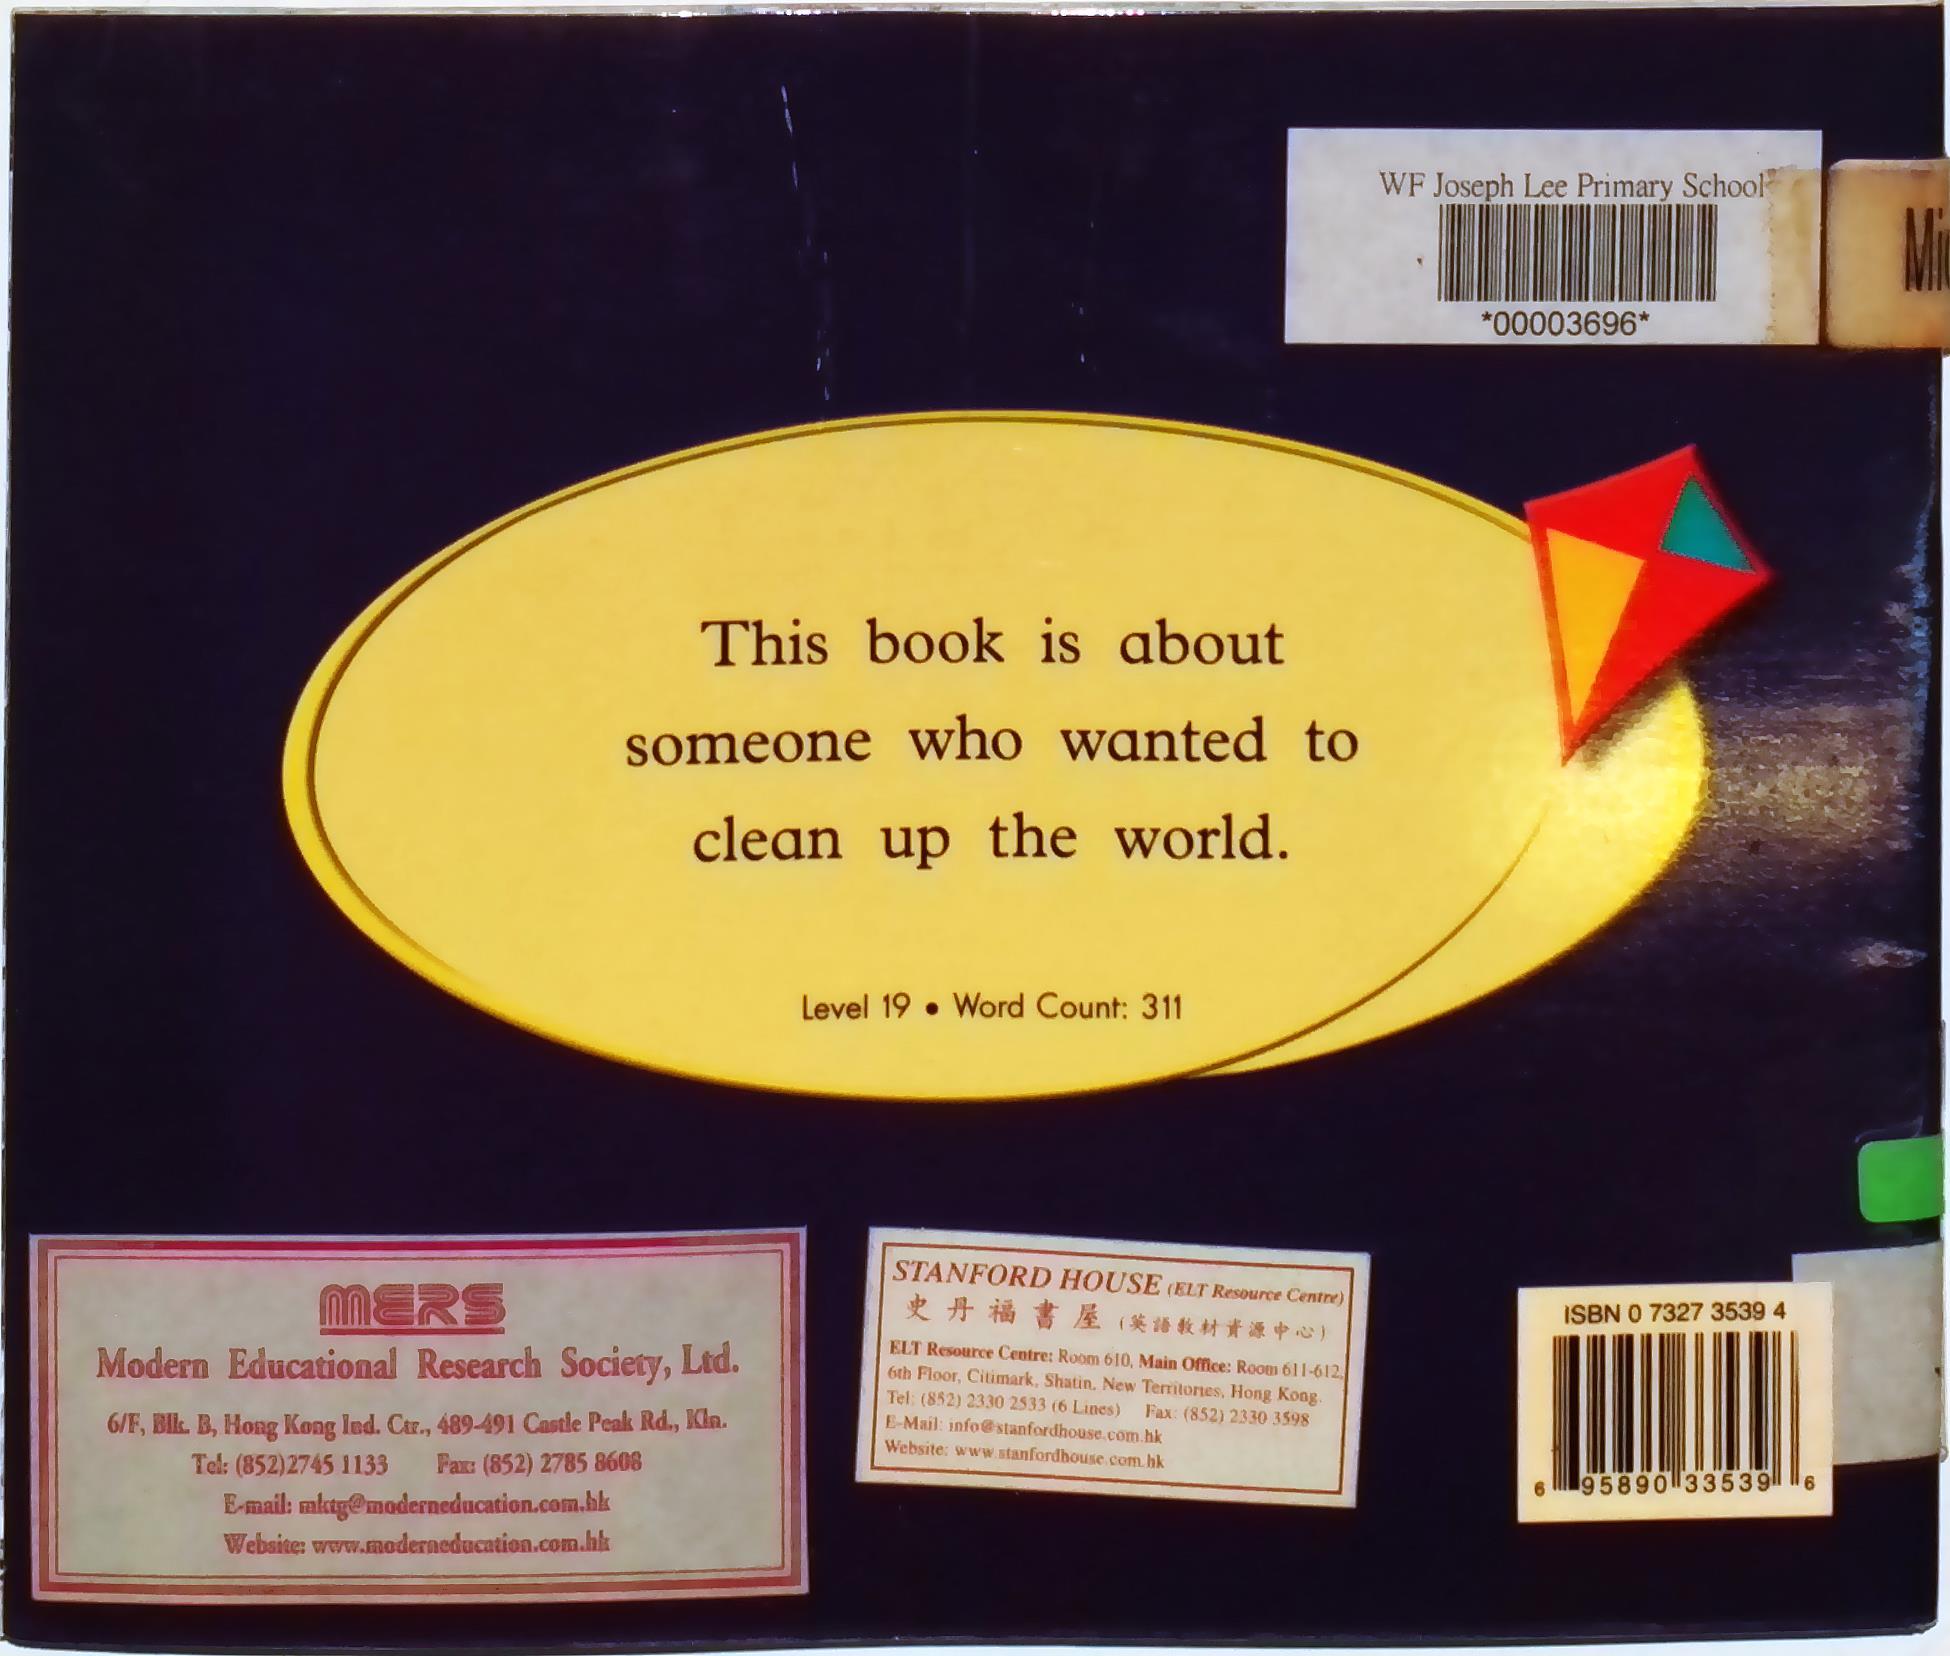 WF Joseph Lee Primary School
*00003696*
This book is about
someone who wanted to
clean up the world.
Level 19 • Word Count: 311
MERS
Modern Educational Research Society, Ltd.
6/F, Blk. B, Hong Kong Ind. Ctr., 489-491 Castle Peak Rd., Kln.
Tel: (852)2745 1133 Fax: (852) 2785 8608
E-mail: mktg@moderneducation.com.hk
Website: www.moderneducation.com.hk
STANFORD HOUSE (ELT Resource Centre)
史丹福書屋 (英語教材資源中心)
ELT Resource Centre: Room 610, Main Office: Room 611-612,
6th Floor, Citimark, Shatin, New Territories, Hong Kong.
Tel: (852) 2330 2533 (6 Lines) Fax: (852) 2330 3598
E-Mail: info@stanfordhouse.com.hk
Website: www.stanfordhouse.com.hk
ISBN 0 7327 3539 4
6 95890 33539 6